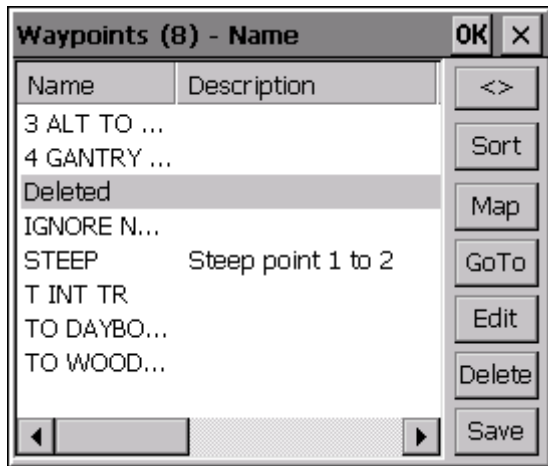 Waypoints (8) - Name OK ×
Name Description <>
3 ALT TO ...
4 GANTRY ...
Sort
Deleted
Map
IGNORE N...
STEEP Steep point 1 to 2 GoTo
T INT TR
Edit
TO DAYBO...
TO WOOD...
Delete
Save